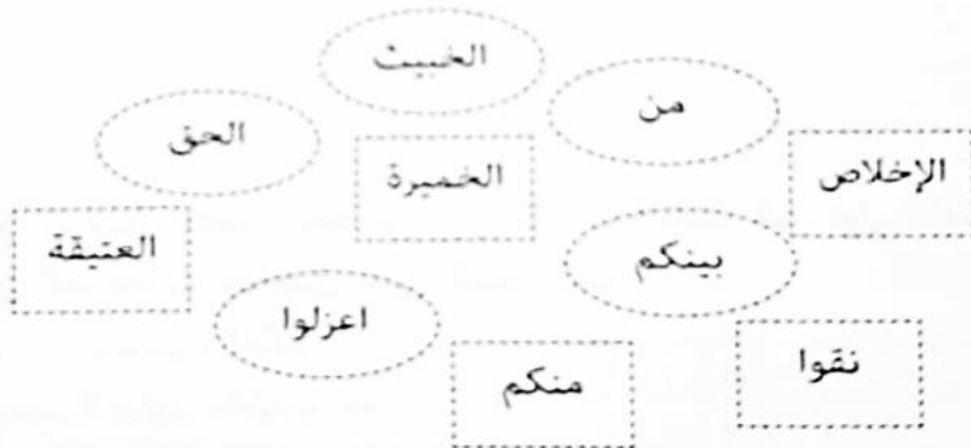 الخبيث
من
الحق
الإخلاص
الخميرة
بينكم
العتيقة
اعزلوا
نقوا
منكم